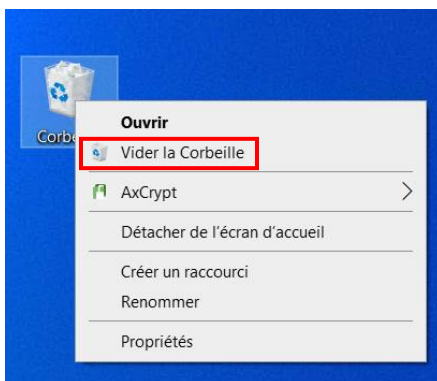 Corbe
Ouvrir
Vider la Corbeille
AxCrypt
Détacher de l'écran d'accueil
Créer un raccourci
Renommer
Propriétés